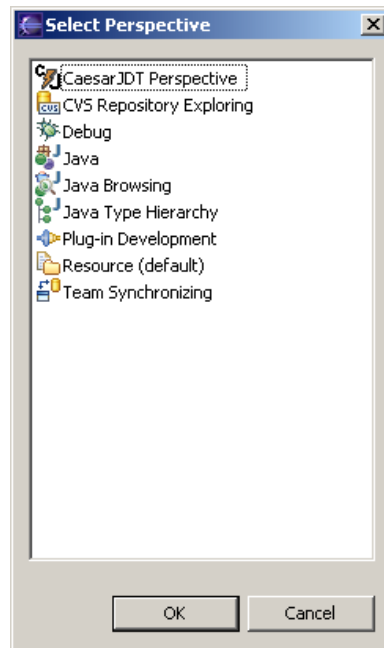 Select Perspective
CaesarJDT Perspective
CVS Repository Exploring
Debug
Java
Java Browsing
Java Type Hierarchy
Plug-in Development
Resource (default)
Team Synchronizing
OK
Cancel